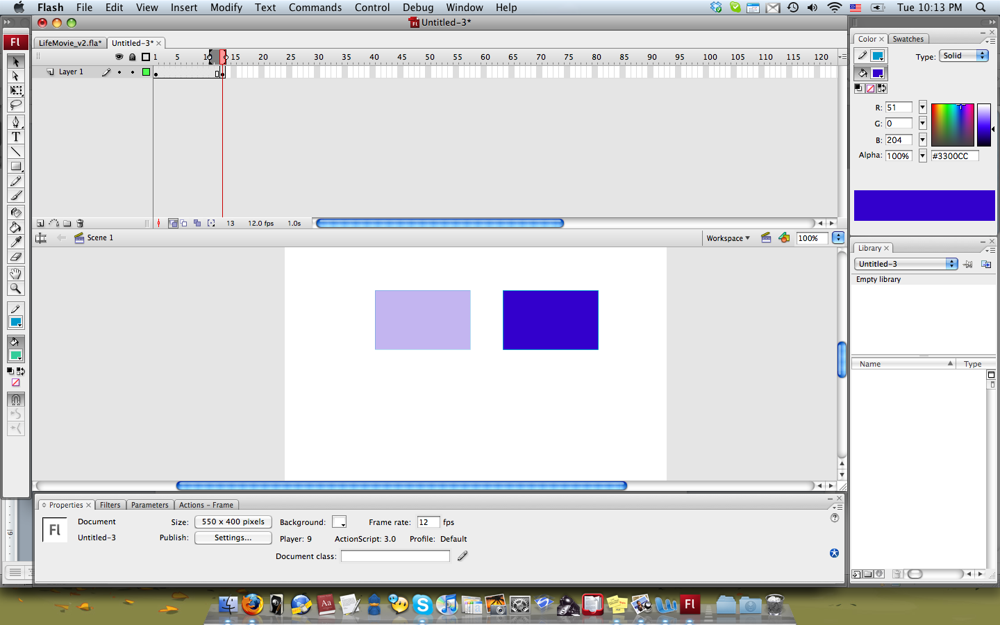 Flash File Edit View Insert Modify Text Commands Control Debug Window Help Tue 10:13 PM
Untitled-3*
LifeMovie_v2.fla* Untitled-3*
1 5 10 15 20 25 30 35 40 45 50 55 60 65 70 75 80 85 90 95 100 105 110 115 120
Layer 1
13 12.0 fps 1.0s
Scene 1 Workspace 100%
Fl
T
Color Swatches
Type: Solid
R: 51
G: 0
B: 204
Alpha: 100% #3300CC
Library
Untitled-3
Empty library
Name Type
Properties Filters Parameters Actions - Frame
Fl Document Size: 550 x 400 pixels Background: Frame rate: 12 fps
Untitled-3 Publish: Settings... Player: 9 ActionScript: 3.0 Profile: Default
Document class:
Aa
Fl